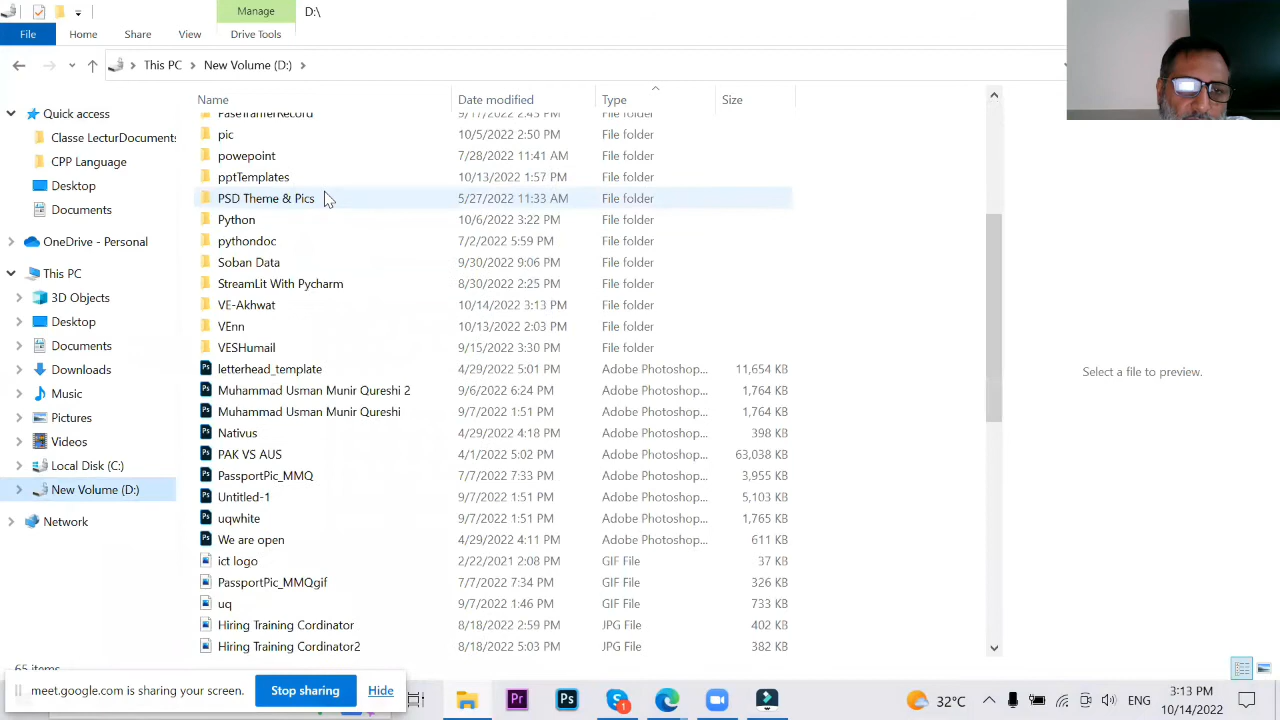 Manage D:\
File Home Share View Drive Tools
This PC New Volume (D:)
Name Date modified Type Size
Quick access
Classe LecturDocuments
CPP Language
Desktop
Documents
OneDrive - Personal
This PC
3D Objects
Desktop
Documents
Downloads
Music
Pictures
Videos
Local Disk (C:)
New Volume (D:)
Network
pic 10/5/2022 2:50 PM File folder
powepoint 7/28/2022 11:41 AM File folder
pptTemplates 10/13/2022 1:57 PM File folder
PSD Theme & Pics 5/27/2022 11:33 AM File folder
Python 10/6/2022 3:22 PM File folder
pythondoc 7/2/2022 5:59 PM File folder
Soban Data 9/30/2022 9:06 PM File folder
StreamLit With Pycharm 8/30/2022 2:25 PM File folder
VE-Akhwat 10/14/2022 3:13 PM File folder
VEnn 10/13/2022 2:03 PM File folder
VESHumail 9/15/2022 3:30 PM File folder
letterhead_template 4/29/2022 5:01 PM Adobe Photoshop... 11,654 KB
Muhammad Usman Munir Qureshi 2 9/6/2022 6:24 PM Adobe Photoshop... 1,764 KB
Muhammad Usman Munir Qureshi 9/7/2022 1:51 PM Adobe Photoshop... 1,764 KB
Nativus 4/29/2022 4:18 PM Adobe Photoshop... 398 KB
PAK VS AUS 4/1/2022 5:02 PM Adobe Photoshop... 63,038 KB
PassportPic_MMQ 7/7/2022 7:33 PM Adobe Photoshop... 3,955 KB
Untitled-1 9/7/2022 1:51 PM Adobe Photoshop... 5,103 KB
uqwhite 9/7/2022 1:51 PM Adobe Photoshop... 1,765 KB
We are open 4/29/2022 4:11 PM Adobe Photoshop... 611 KB
ict logo 2/22/2021 2:08 PM GIF File 37 KB
PassportPic_MMQgif 7/7/2022 7:34 PM GIF File 326 KB
uq 9/7/2022 1:46 PM GIF File 733 KB
Hiring Training Cordinator 8/18/2022 2:59 PM JPG File 402 KB
Hiring Training Cordinator2 8/18/2022 5:03 PM JPG File 382 KB
Select a file to preview.
65 items
meet.google.com is sharing your screen. Stop sharing Hide
Pr Ps 1 32°C ENG 3:13 PM
10/14/2022